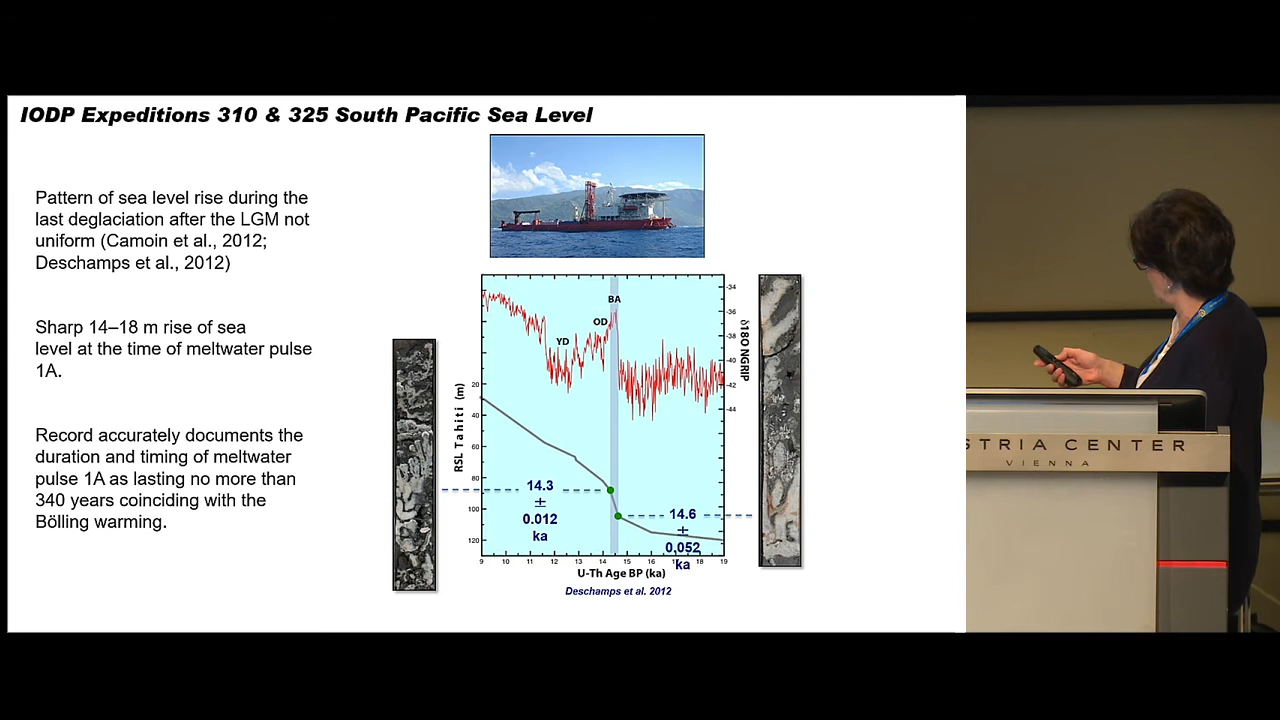 IODP Expeditions 310 & 325 South Pacific Sea Level
Pattern of sea level rise during the
last deglaciation after the LGM not
uniform (Camoin et al., 2012;
Deschamps et al., 2012)
Sharp 14–18 m rise of sea
level at the time of meltwater pulse
1A.
Record accurately documents the
duration and timing of meltwater
pulse 1A as lasting no more than
340 years coinciding with the
Bölling warming.
BA
OD
YD
-34
-36
-38
-40
-42
-44
δ18O NGRIP
RSL Tahiti (m)
20
40
60
80
100
120
14.3
±
0.012
ka
14.6
±
0,052
ka
9 10 11 12 13 14 15 16 17 18 19
U-Th Age BP (ka)
Deschamps et al. 2012
STRIA CENTER
VIENNA